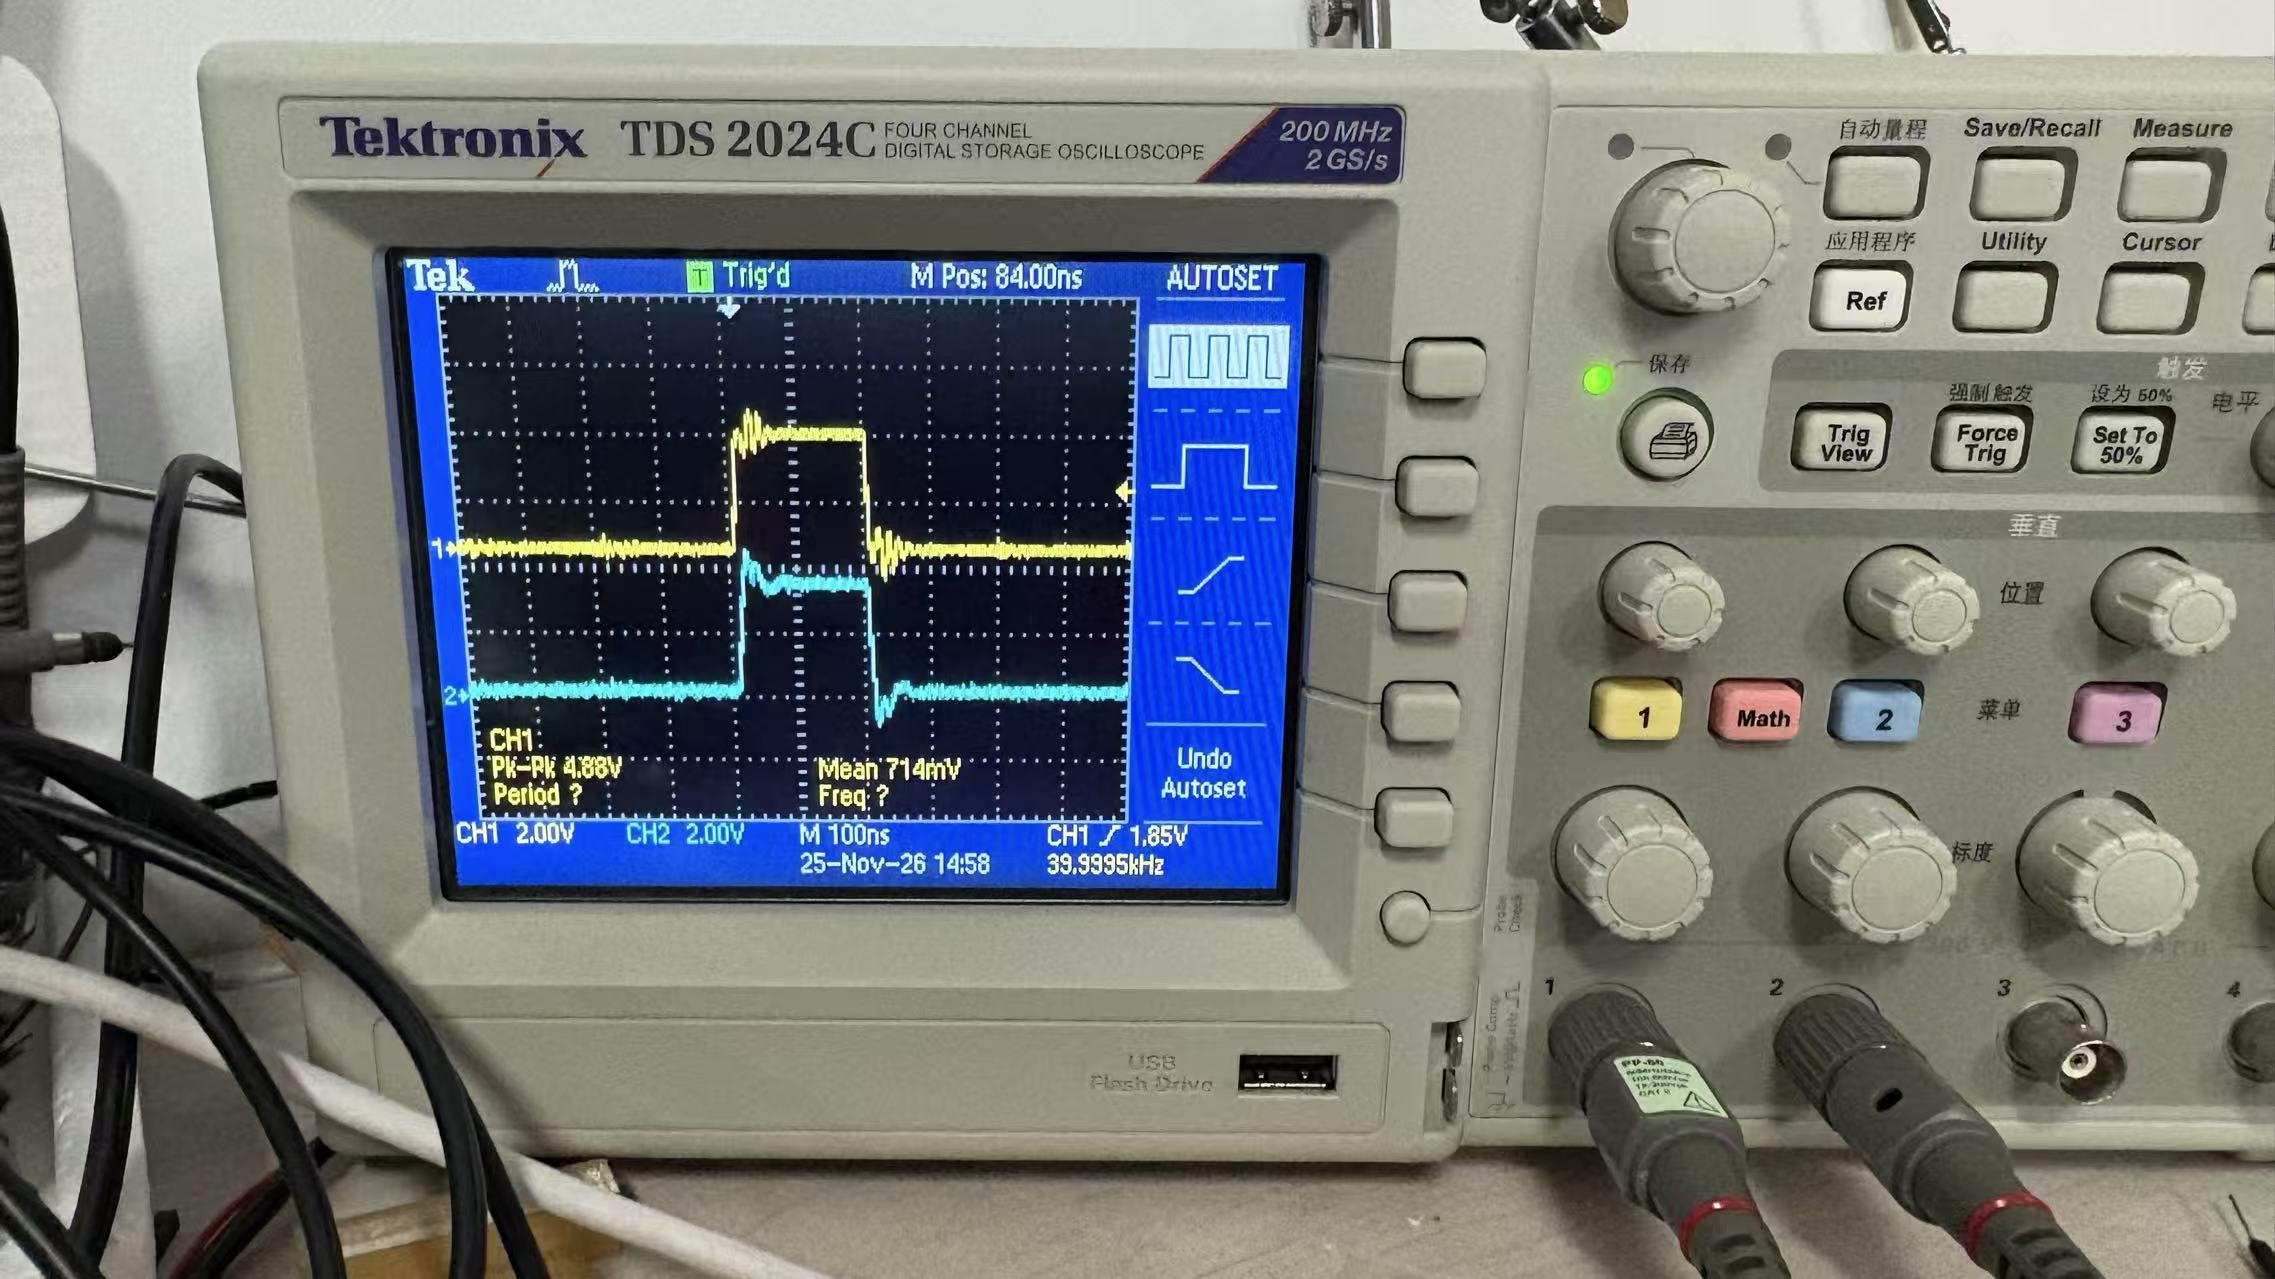 Tektronix TDS 2024C FOUR CHANNEL
DIGITAL STORAGE OSCILLOSCOPE
200 MHz
2 GS/s
Tek
T Trig'd
M Pos: 84.00ns
AUTOSET
1
2
CH1
Pk-Pk 4.88V
Mean 714mV
Period ?
Freq ?
Undo
Autoset
CH1 2.00V
CH2 2.00V
M 100ns
CH1 1.85V
25-Nov-26 14:58
39.9995kHz
USB
Flash Drive
自动量程
Save/Recall
Measure
应用程序
Utility
Cursor
Ref
保存
触发
强制触发
设为 50%
电平
Trig
View
Force
Trig
Set To
50%
垂直
位置
1
Math
2
菜单
3
标度
Probe
Check
1
2
3
4